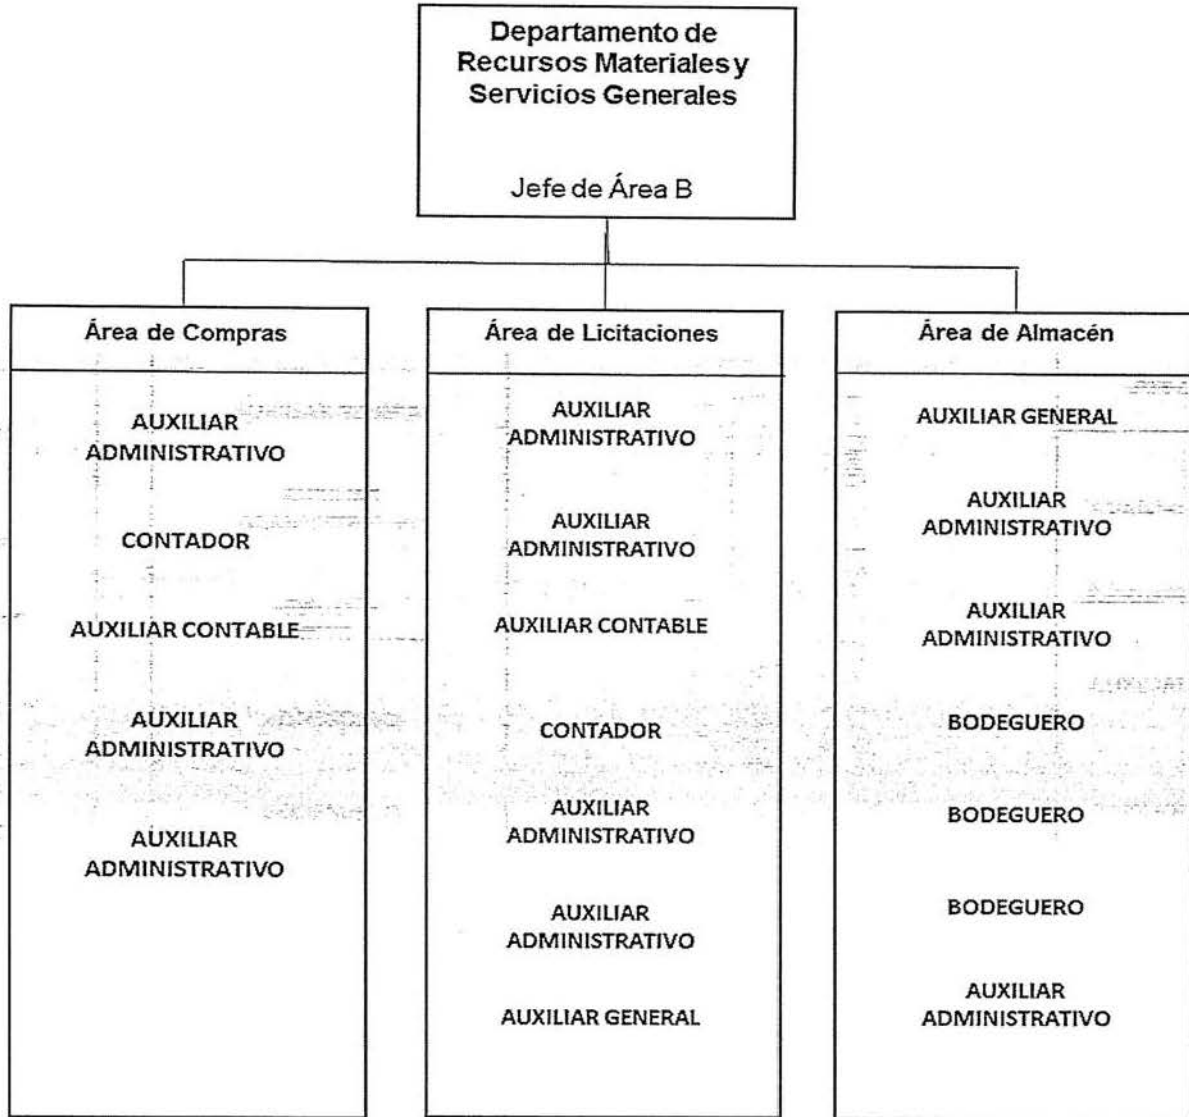 Departamento de
Recursos Materiales y
Servicios Generales
Jefe de Área B
Área de Compras
AUXILIAR
ADMINISTRATIVO
CONTADOR
AUXILIAR CONTABLE
AUXILIAR
ADMINISTRATIVO
AUXILIAR
ADMINISTRATIVO
Área de Licitaciones
AUXILIAR
ADMINISTRATIVO
AUXILIAR
ADMINISTRATIVO
AUXILIAR CONTABLE
CONTADOR
AUXILIAR
ADMINISTRATIVO
AUXILIAR
ADMINISTRATIVO
AUXILIAR GENERAL
Área de Almacén
AUXILIAR GENERAL
AUXILIAR
ADMINISTRATIVO
AUXILIAR
ADMINISTRATIVO
BODEGUERO
BODEGUERO
BODEGUERO
AUXILIAR
ADMINISTRATIVO